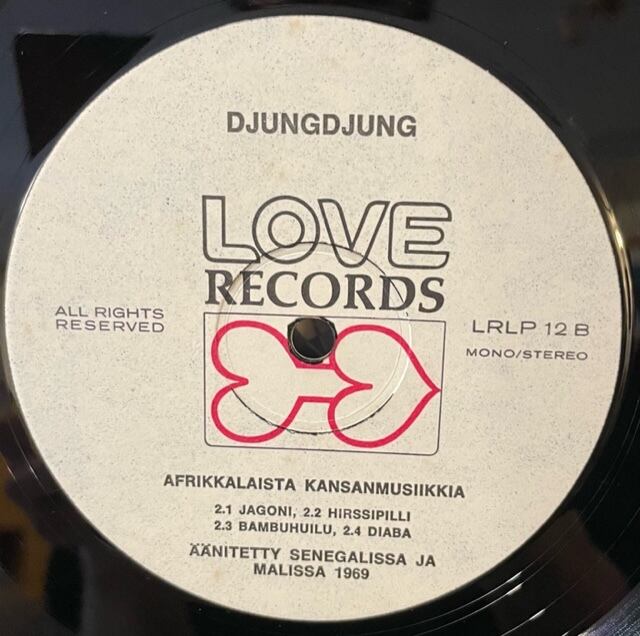 DJUNGDJUNG
LOVE
RECORDS
ALL RIGHTS
RESERVED
LRLP 12 B
MONO/STEREO
AFRIKKALAISTA KANSANMUSIIKKIA
2.1 JAGONI, 2.2 HIRSSIPILLI
2.3 BAMBUHUILU, 2.4 DIABA
ÄÄNITETTY SENEGALISSA JA
MALISSA 1969